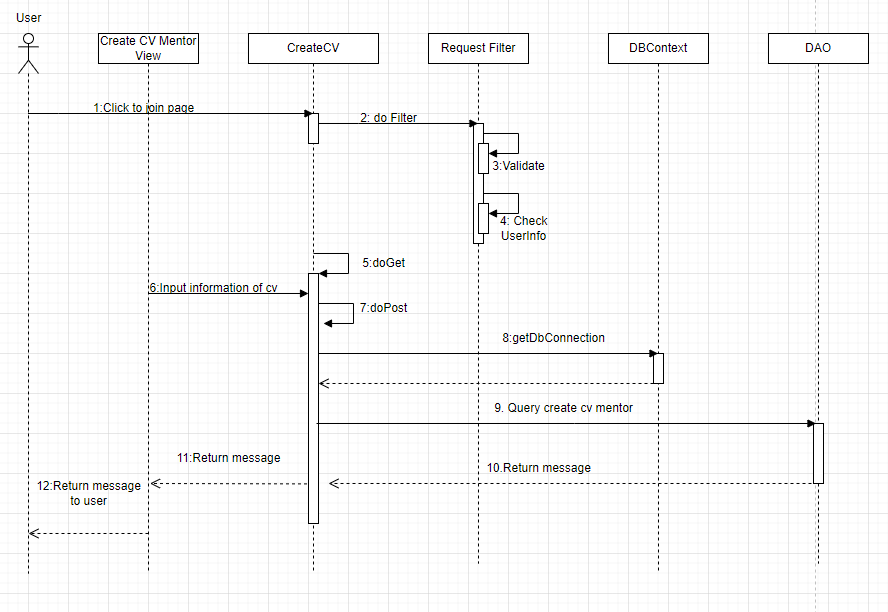 User
Create CV Mentor
View
CreateCV
Request Filter
DBContext
DAO
1:Click to join page
2: do Filter
3:Validate
4: Check
UserInfo
5:doGet
6:Input information of cv
7:doPost
8:getDbConnection
9. Query create cv mentor
10.Return message
11:Return message
12:Return message
to user